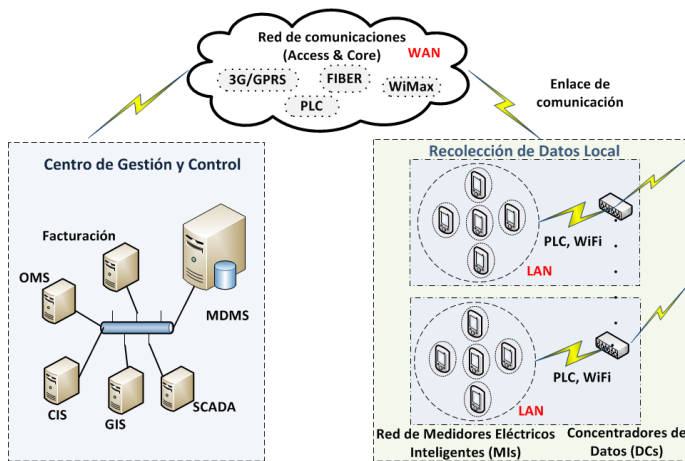 Red de comunicaciones
(Access & Core)
WAN
3G/GPRS
FIBER
WiMax
PLC
Enlace de
comunicación
Centro de Gestión y Control
Facturación
OMS
MDMS
CIS
GIS
SCADA
Recolección de Datos Local
PLC, WiFi
LAN
PLC, WiFi
LAN
Red de Medidores Eléctricos
Inteligentes (MIs)
Concentradores de
Datos (DCs)